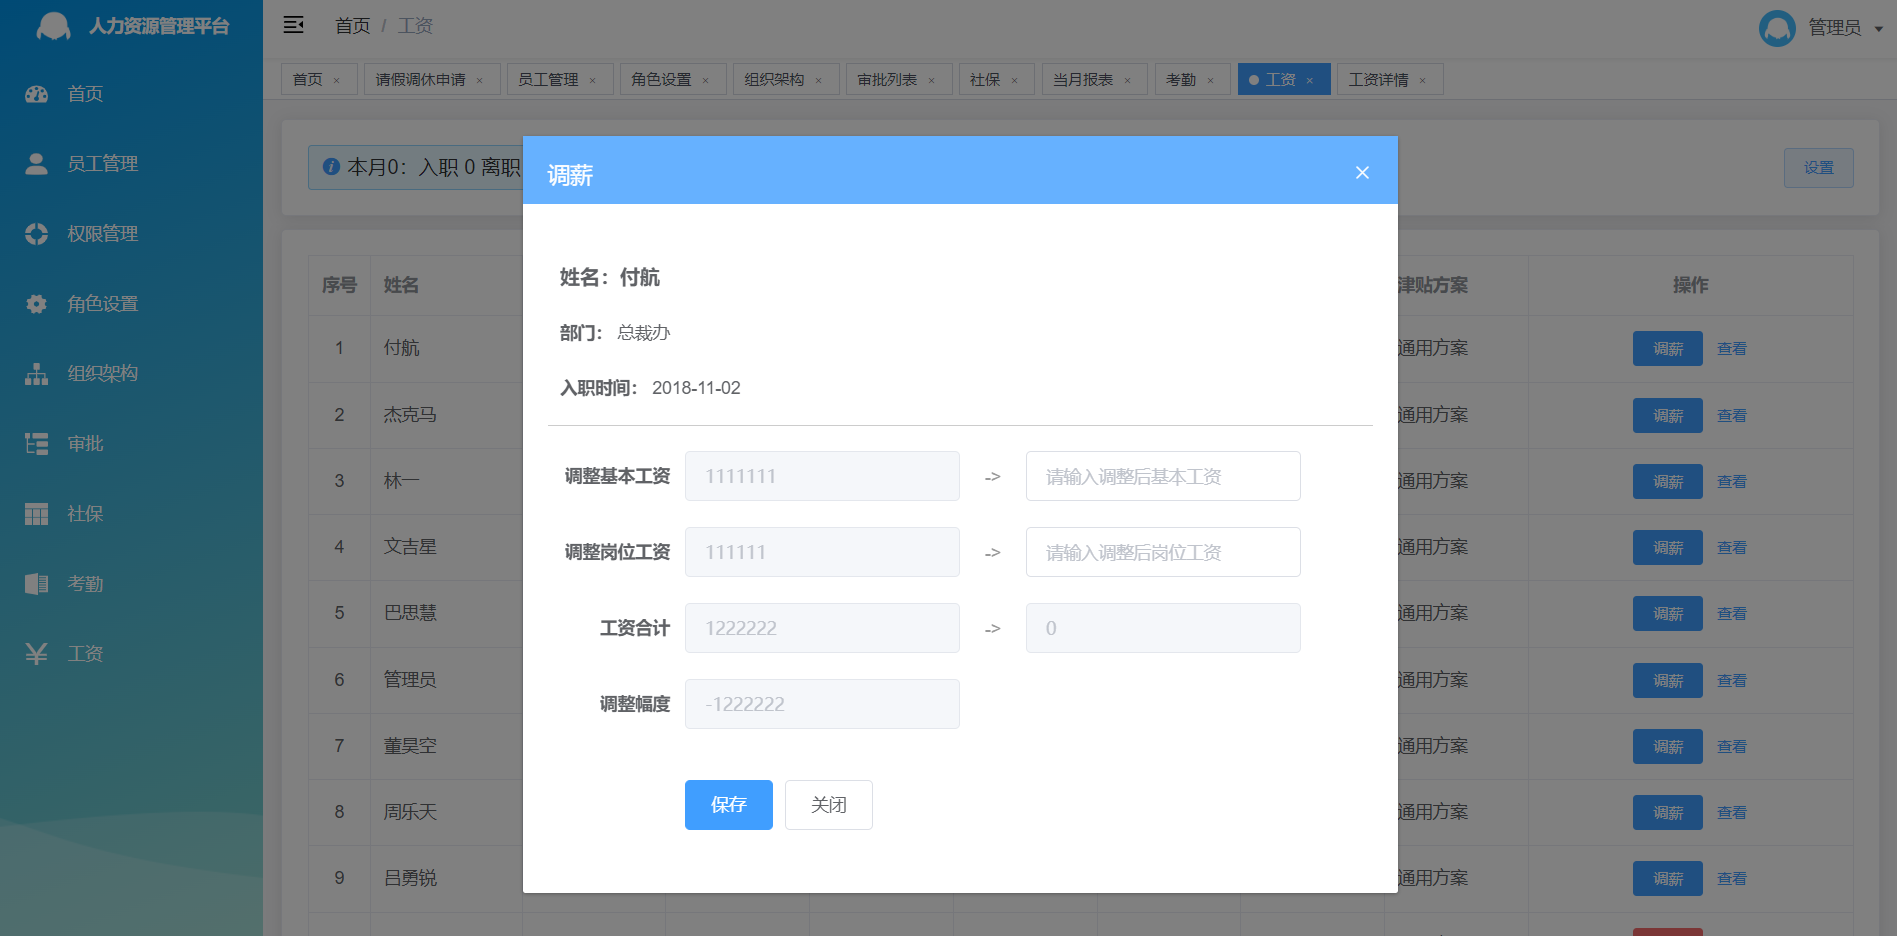 人力资源管理平台
首页 / 工资
管理员
首页 ×
请假调休申请 ×
员工管理 ×
角色设置 ×
组织架构 ×
审批列表 ×
社保 ×
当月报表 ×
考勤 ×
工资 ×
工资详情 ×
首页
员工管理
权限管理
角色设置
组织架构
审批
社保
考勤
工资
本月0：入职 0 离职
设置
序号 姓名 津贴方案 操作
1 付航 通用方案 调薪 查看
2 杰克马 通用方案 调薪 查看
3 林一 通用方案 调薪 查看
4 文吉星 通用方案 调薪 查看
5 巴思慧 通用方案 调薪 查看
6 管理员 通用方案 调薪 查看
7 董昊空 通用方案 调薪 查看
8 周乐天 通用方案 调薪 查看
9 吕勇锐 通用方案 调薪 查看
调薪
姓名：付航
部门： 总裁办
入职时间： 2018-11-02
调整基本工资 1111111 -> 请输入调整后基本工资
调整岗位工资 111111 -> 请输入调整后岗位工资
工资合计 1222222 -> 0
调整幅度 -1222222
保存 关闭